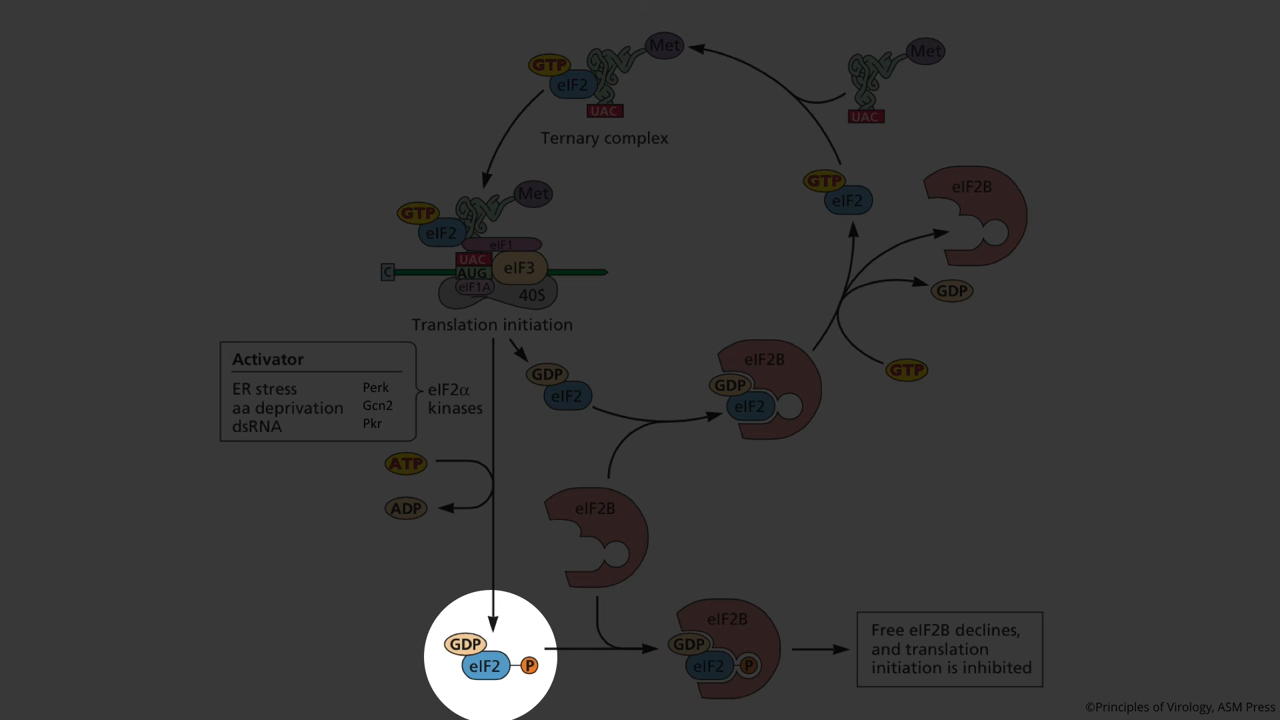 Met
GTP
eIF2
UAC
Ternary complex
Met
UAC
GTP
eIF2
eIF2B
GDP
GTP
Met
GTP
eIF2
eIF1
UAC
AUG
eIF3
C
eIF1A
40S
Translation initiation
Activator
ER stress Perk
aa deprivation Gcn2
dsRNA Pkr
eIF2α
kinases
GDP
eIF2
eIF2B
GDP
eIF2
ATP
ADP
eIF2B
GDP
eIF2 P
eIF2B
GDP
eIF2 P
Free eIF2B declines,
and translation
initiation is inhibited
©Principles of Virology, ASM Press